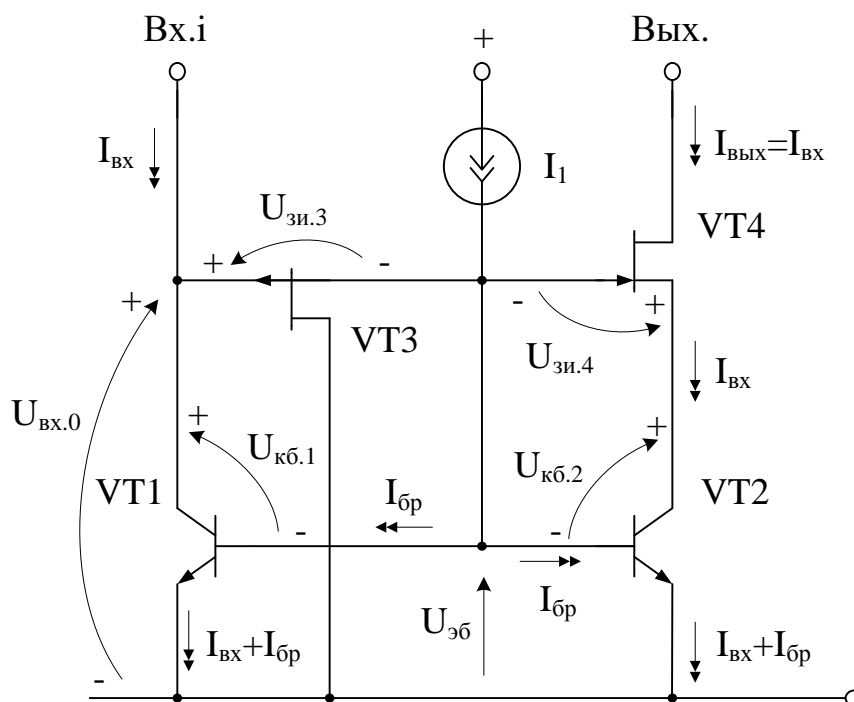 Вх.i
+
Вых.
Iвх
I1
Iвых=Iвх
Uзи.3
VT4
+
-
+
-
+
VT3
Uзи.4
Iвх
Uвх.0
+
+
Uкб.1
Uкб.2
VT1
VT2
Iбр
-
-
Iбр
Uэб
Iвх+Iбр
Iвх+Iбр
-